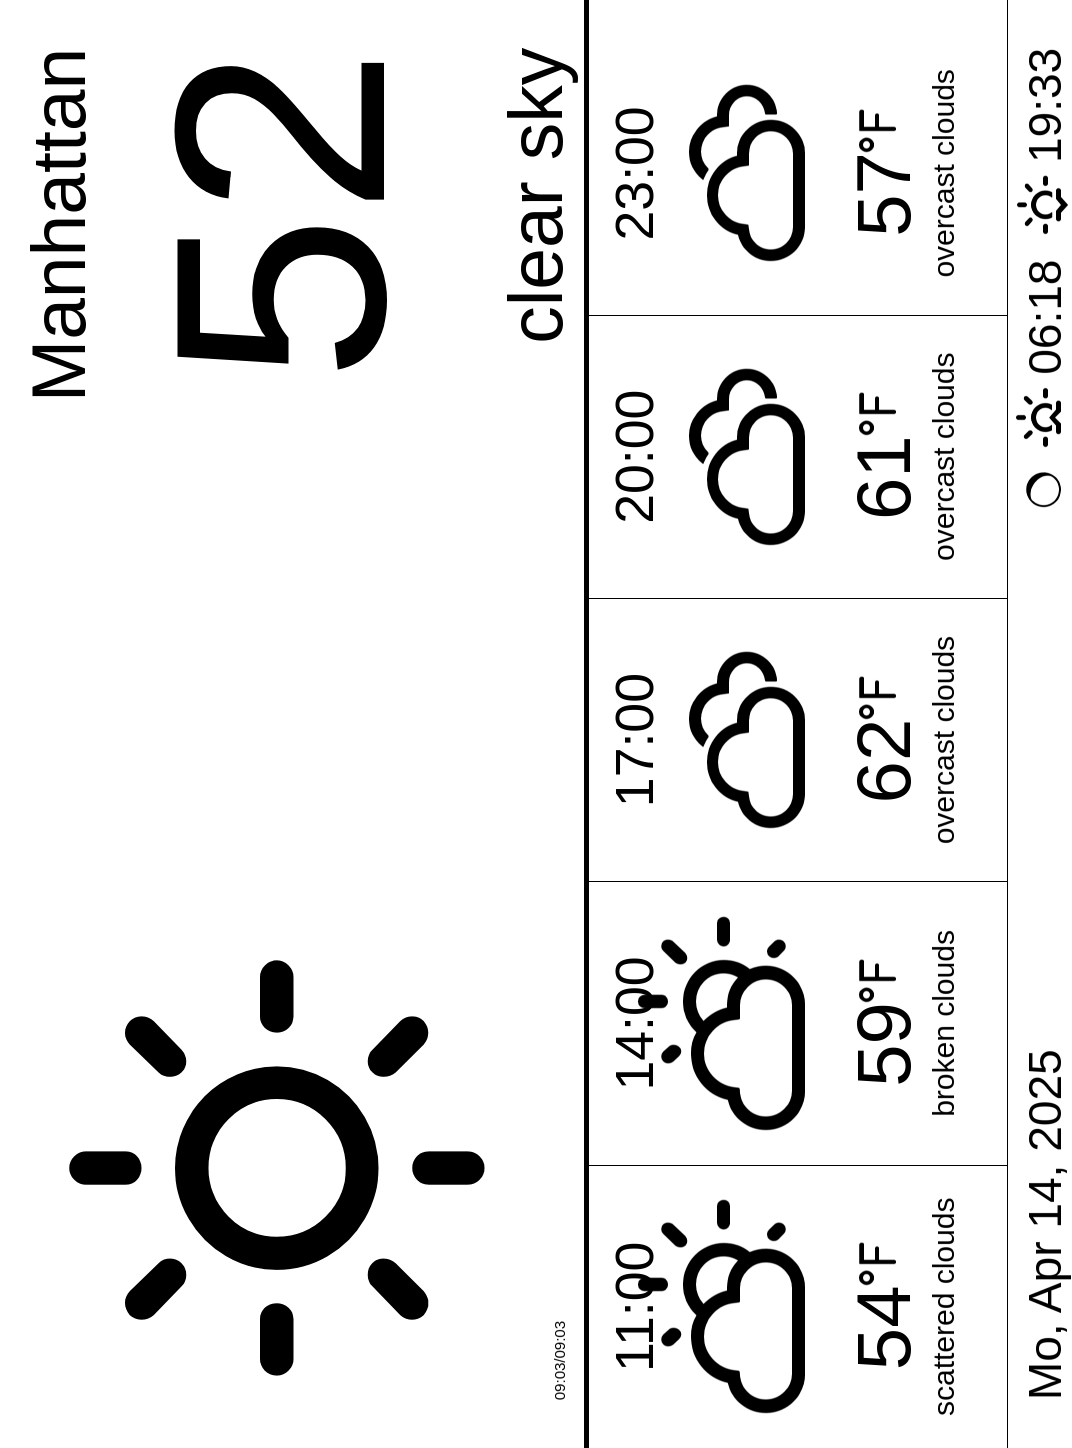 Manhattan
52
clear sky
09:03/09:03
11:00
54°F
scattered clouds
14:00
59°F
broken clouds
17:00
62°F
overcast clouds
20:00
61°F
overcast clouds
23:00
57°F
overcast clouds
Mo, Apr 14, 2025
06:18 19:33